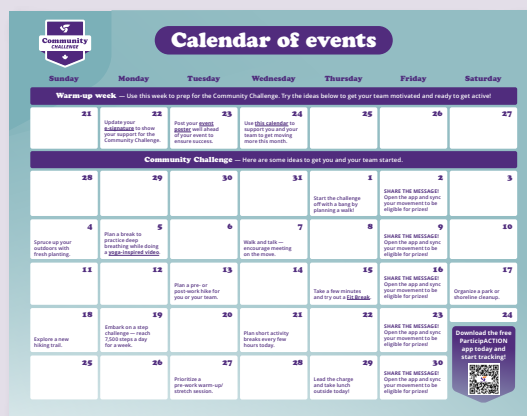 Community
CHALLENGE
Calendar of events
Sunday Monday Tuesday Wednesday Thursday Friday Saturday
Warm-up week — Use this week to prep for the Community Challenge. Try the ideas below to get your team motivated and ready to get active!
21 22 23 24 25 26 27
Update your
e-signature to show
your support for the
Community Challenge.
Post your event
poster well ahead
of your event to
ensure success.
Use this calendar to
support you and your
team to get moving
more this month.
Community Challenge — Here are some ideas to get you and your team started.
28 29 30 31 1 2 3
Start the challenge
off with a bang by
planning a walk!
SHARE THE MESSAGE!
Open the app and sync
your movement to be
eligible for prizes!
4 5 6 7 8 9 10
Spruce up your
outdoors with
fresh planting.
Plan a break to
practice deep
breathing while doing
a yoga-inspired video.
Walk and talk —
encourage meeting
on the move.
SHARE THE MESSAGE!
Open the app and sync
your movement to be
eligible for prizes!
11 12 13 14 15 16 17
Plan a pre- or
post-work hike for
you or your team.
Take a few minutes
and try out a Fit Break.
SHARE THE MESSAGE!
Open the app and sync
your movement to be
eligible for prizes!
Organize a park or
shoreline cleanup.
18 19 20 21 22 23 24
Explore a new
hiking trail.
Embark on a step
challenge — reach
7,500 steps a day
for a week.
Plan short activity
breaks every few
hours today.
SHARE THE MESSAGE!
Open the app and sync
your movement to be
eligible for prizes!
Download the free
ParticipACTION
app today and
start tracking!
25 26 27 28 29 30
Prioritize a
pre-work warm-up/
stretch session.
Lead the charge
and take lunch
outside today!
SHARE THE MESSAGE!
Open the app and sync
your movement to be
eligible for prizes!